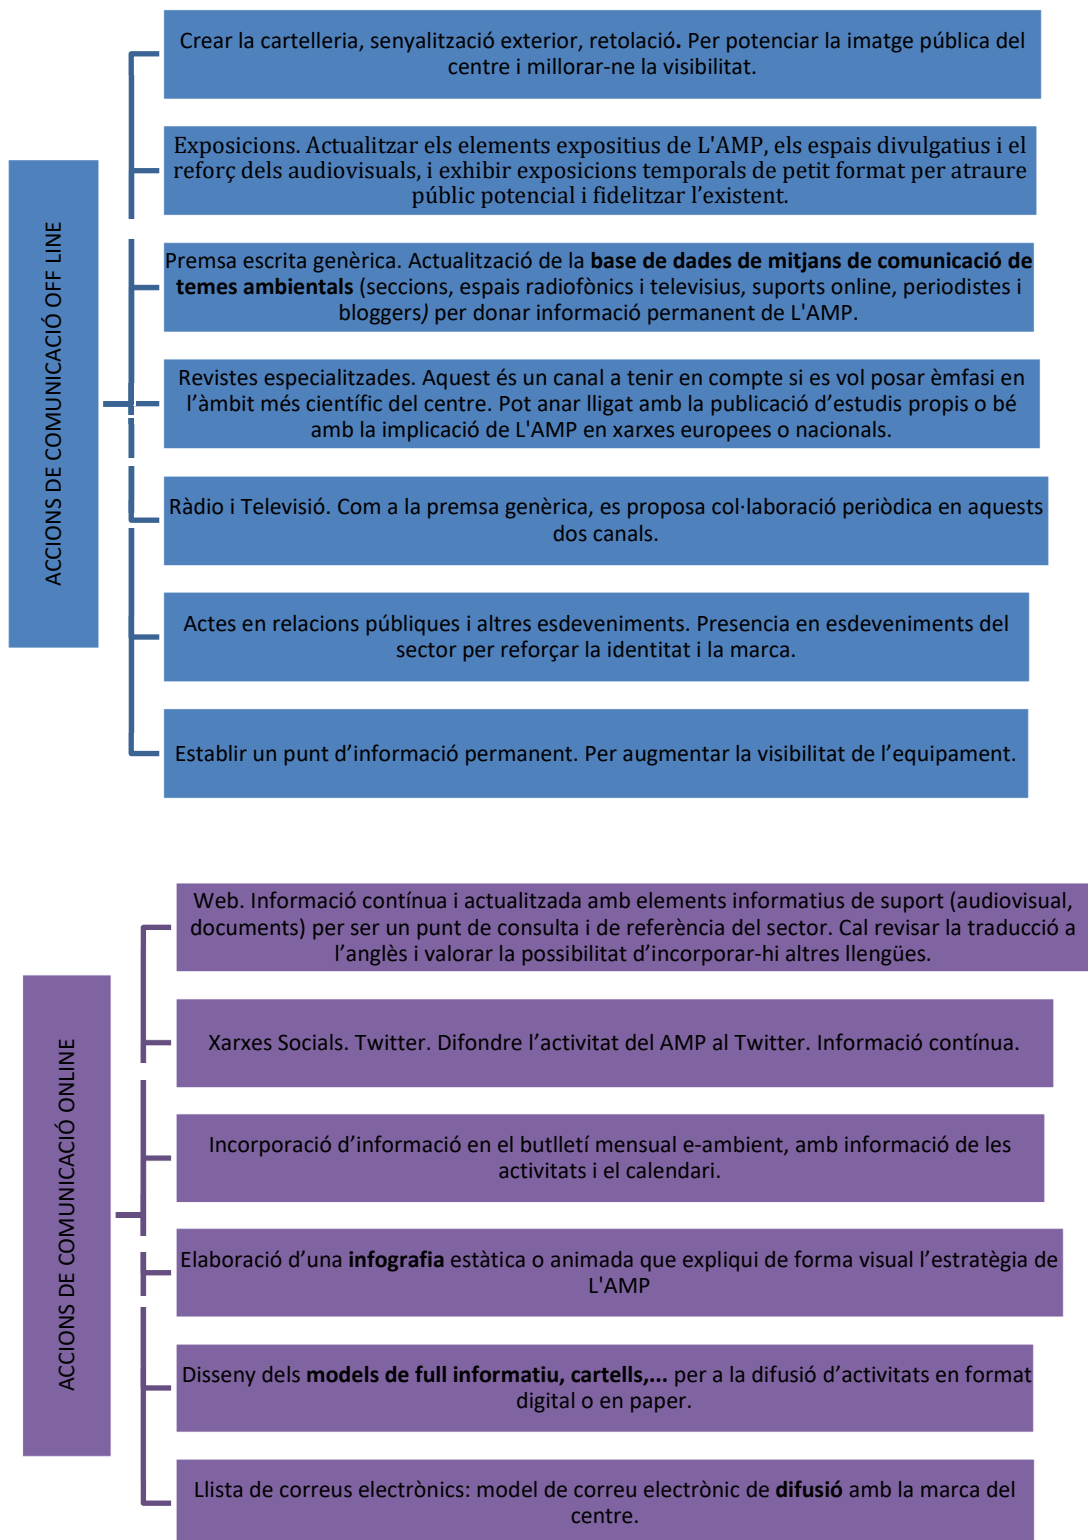 ACCIONS DE COMUNICACIÓ OFF LINE
Crear la cartelleria, senyalització exterior, retolació. Per potenciar la imatge pública del
centre i millorar-ne la visibilitat.
Exposicions. Actualitzar els elements expositius de L'AMP, els espais divulgatius i el
reforç dels audiovisuals, i exhibir exposicions temporals de petit format per atraure
públic potencial i fidelitzar l’existent.
Premsa escrita genèrica. Actualització de la base de dades de mitjans de comunicació de
temes ambientals (seccions, espais radiofònics i televisius, suports online, periodistes i
bloggers) per donar informació permanent de L'AMP.
Revistes especialitzades. Aquest és un canal a tenir en compte si es vol posar èmfasi en
l’àmbit més científic del centre. Pot anar lligat amb la publicació d’estudis propis o bé
amb la implicació de L'AMP en xarxes europees o nacionals.
Ràdio i Televisió. Com a la premsa genèrica, es proposa col·laboració periòdica en aquests
dos canals.
Actes en relacions públiques i altres esdeveniments. Presencia en esdeveniments del
sector per reforçar la identitat i la marca.
Establir un punt d’informació permanent. Per augmentar la visibilitat de l’equipament.
ACCIONS DE COMUNICACIÓ ONLINE
Web. Informació contínua i actualitzada amb elements informatius de suport (audiovisual,
documents) per ser un punt de consulta i de referència del sector. Cal revisar la traducció a
l’anglès i valorar la possibilitat d’incorporar-hi altres llengües.
Xarxes Socials. Twitter. Difondre l’activitat del AMP al Twitter. Informació contínua.
Incorporació d’informació en el butlletí mensual e-ambient, amb informació de les
activitats i el calendari.
Elaboració d’una infografia estàtica o animada que expliqui de forma visual l’estratègia de
L'AMP
Disseny dels models de full informatiu, cartells,... per a la difusió d’activitats en format
digital o en paper.
Llista de correus electrònics: model de correu electrònic de difusió amb la marca del
centre.